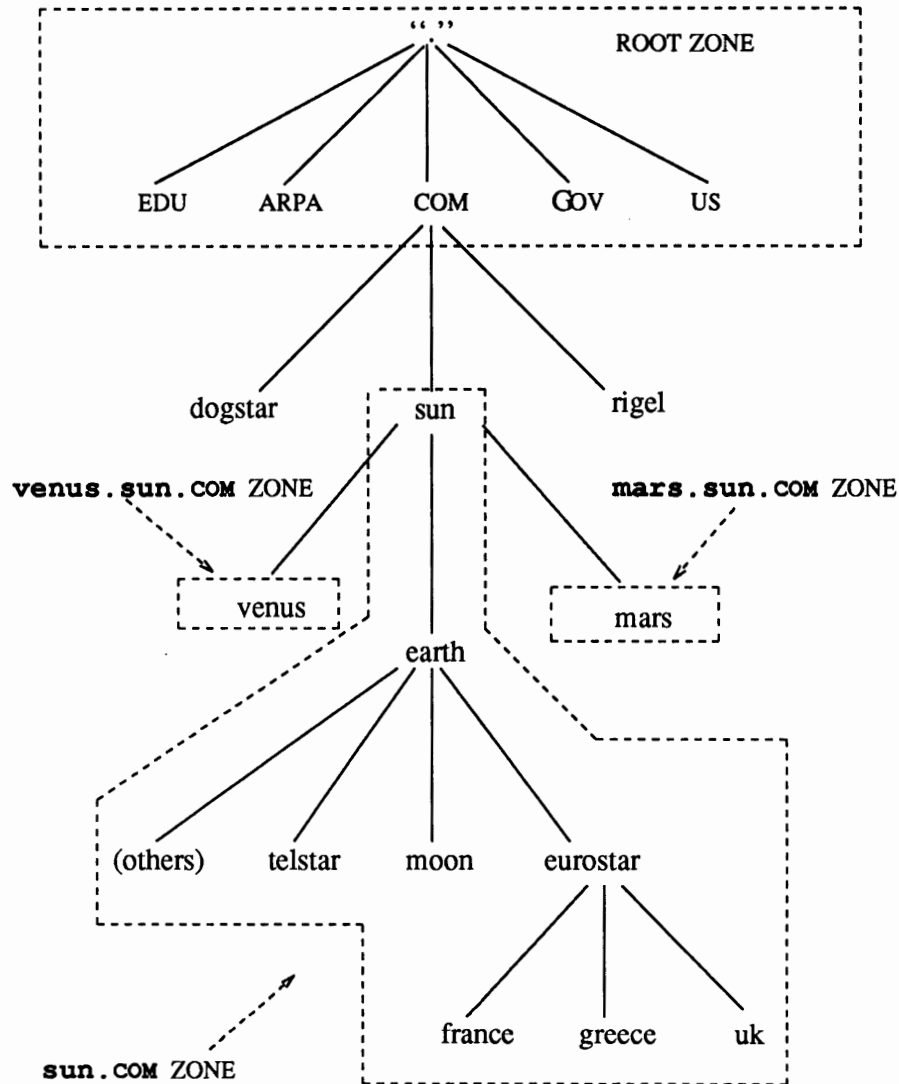 “.”
ROOT ZONE
EDU ARPA COM GOV US
dogstar sun rigel
venus.sun.COM ZONE
mars.sun.COM ZONE
venus mars
earth
(others) telstar moon eurostar
france greece uk
sun.COM ZONE